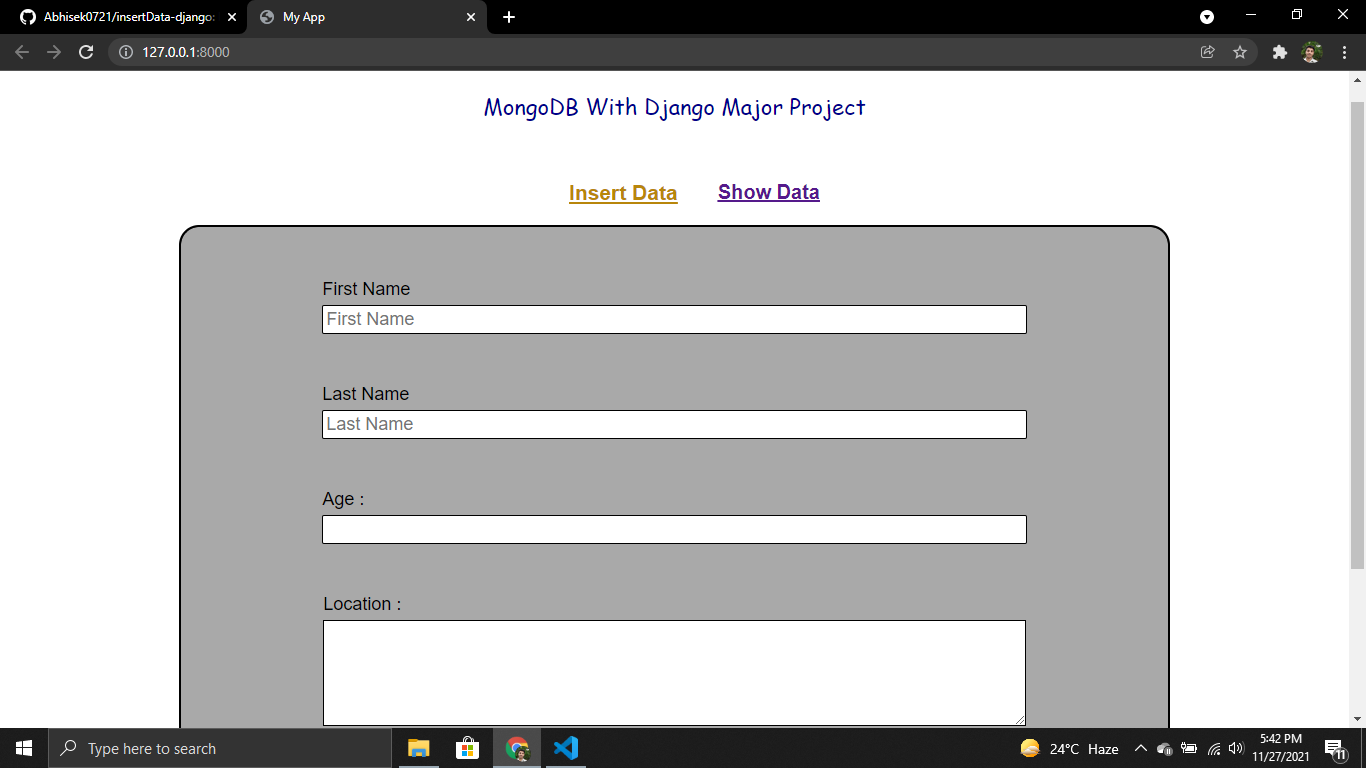 Abhisek0721/insertData-django
My App
127.0.0.1:8000
MongoDB With Django Major Project
Insert Data
Show Data
First Name
First Name
Last Name
Last Name
Age :
Location :
Type here to search
24°C Haze
5:42 PM
11/27/2021
11